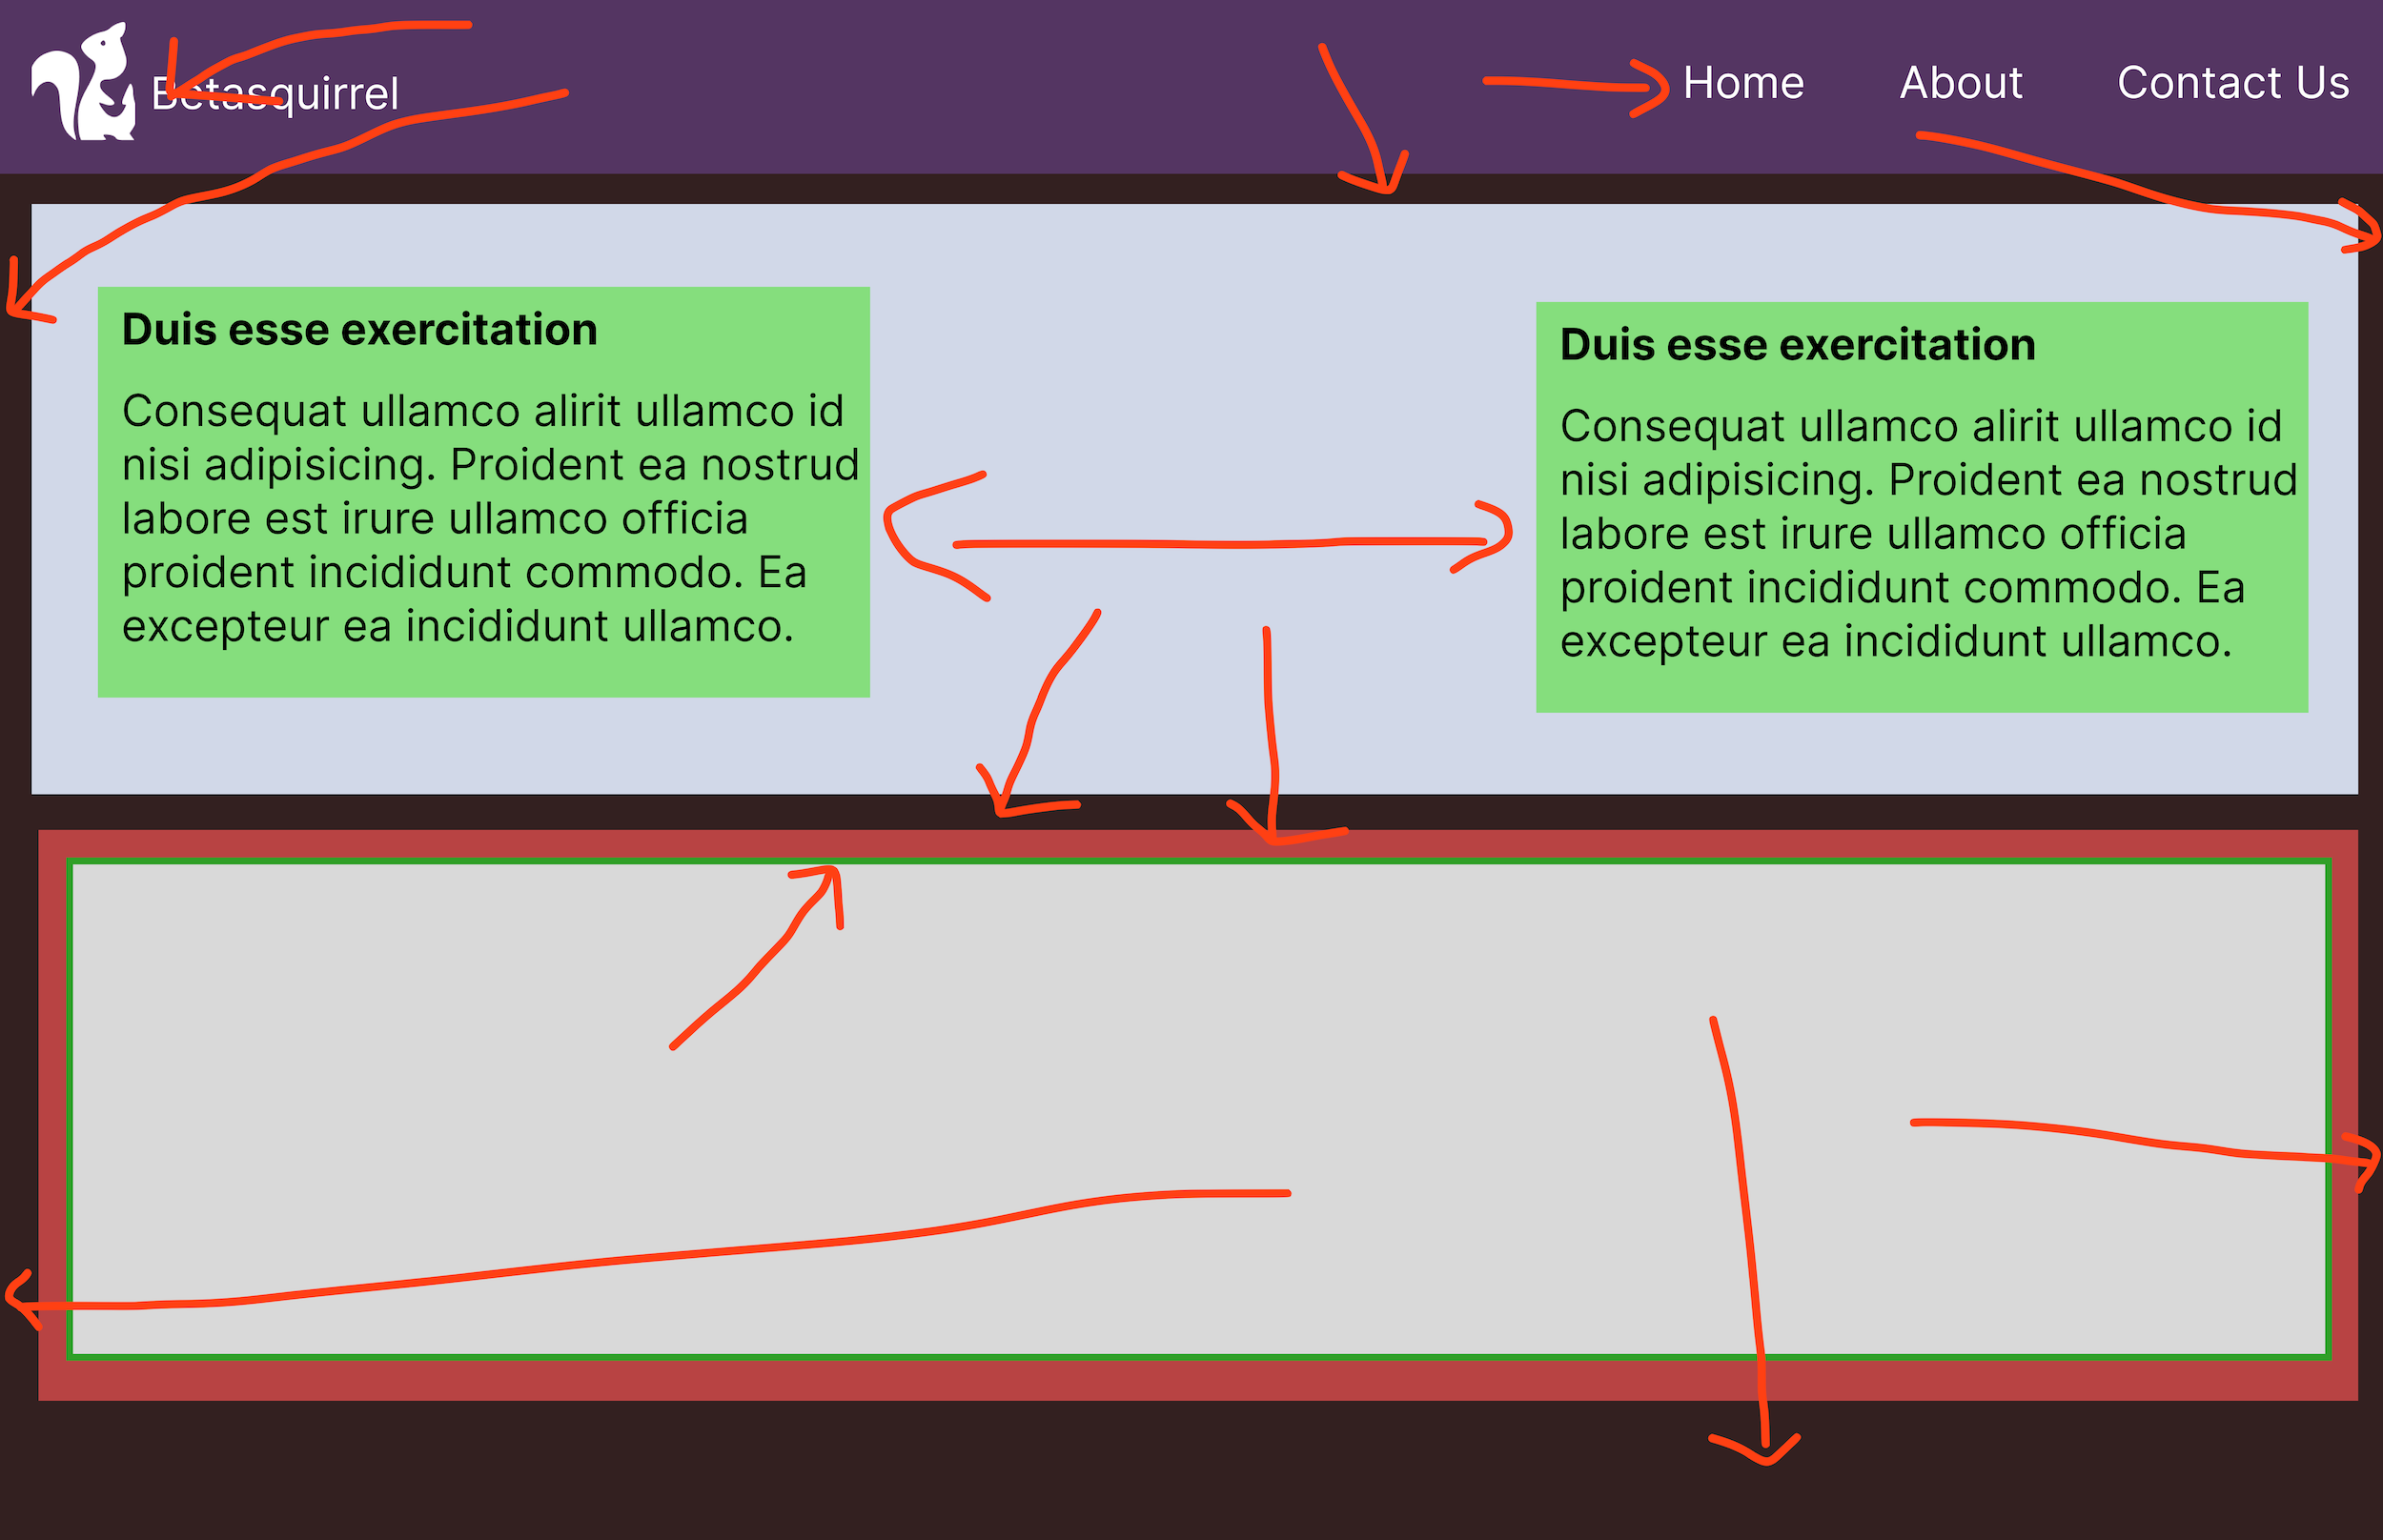 Betasquirrel
Home About Contact Us
Duis esse exercitation
Consequat ullamco alirit ullamco id
nisi adipisicing. Proident ea nostrud
labore est irure ullamco officia
proident incididunt commodo. Ea
excepteur ea incididunt ullamco.
Duis esse exercitation
Consequat ullamco alirit ullamco id
nisi adipisicing. Proident ea nostrud
labore est irure ullamco officia
proident incididunt commodo. Ea
excepteur ea incididunt ullamco.